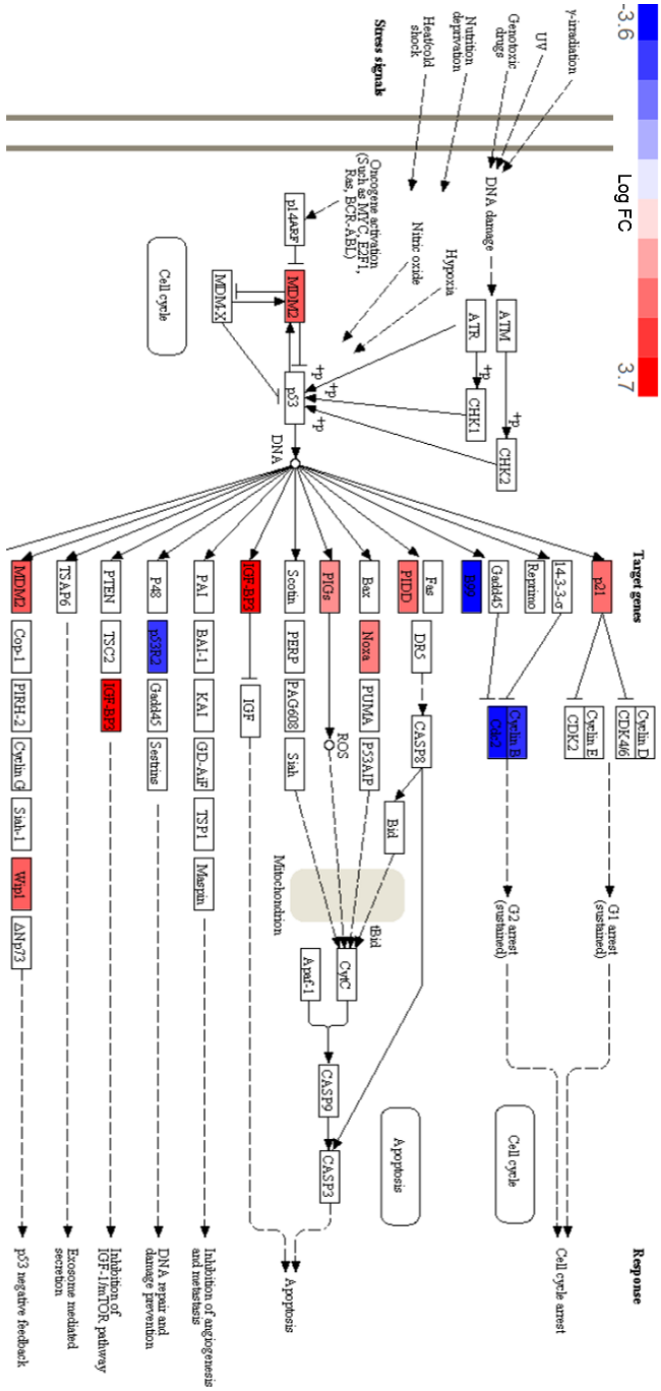 -3.6
3.7
Log FC
Stress signals
Target genes
Response
γ-irradiation
UV
Genotoxic
drugs
Nutrition
deprivation
Heat/cold
shock
DNA damage
Hypoxia
Nitric oxide
Oncogene activation
(Such as MYC, E2F1,
Ras, BCR-ABL)
p14ARF
MDM2
MDM-X
Cell cycle
ATM
ATR
+p
+p
CHK1
CHK2
+p
+p
+p
p53
DNA
p21
Cyclin D
CDK4/6
Cyclin E
CDK2
G1 arrest
(sustained)
14-3-3-σ
Reprimo
Gadd45
B99
Cyclin B
Cdc2
G2 arrest
(sustained)
Cell cycle
Cell cycle arrest
Fas
PIDD
DR5
CASP8
Bid
tBid
Bax
Noxa
PUMA
P53AIP
Mitochondrion
PIGs
ROS
CytC
Apaf-1
CASP9
CASP3
Apoptosis
Apoptosis
Scotin
PERP
PAG608
Siah
IGF-BP3
IGF
PAI
BAI-1
KAI
GD-AiF
TSP1
Maspin
Inhibition of angiogenesis
and metastasis
P48
p53R2
Gadd45
Sestrins
DNA repair and
damage prevention
PTEN
TSC2
IGF-BP3
Inhibition of
IGF-1/mTOR pathway
TSAP6
Exosome mediated
secretion
MDM2
Cop-1
PIRH-2
Cyclin G
Siah-1
Wip1
ΔNp73
p53 negative feedback